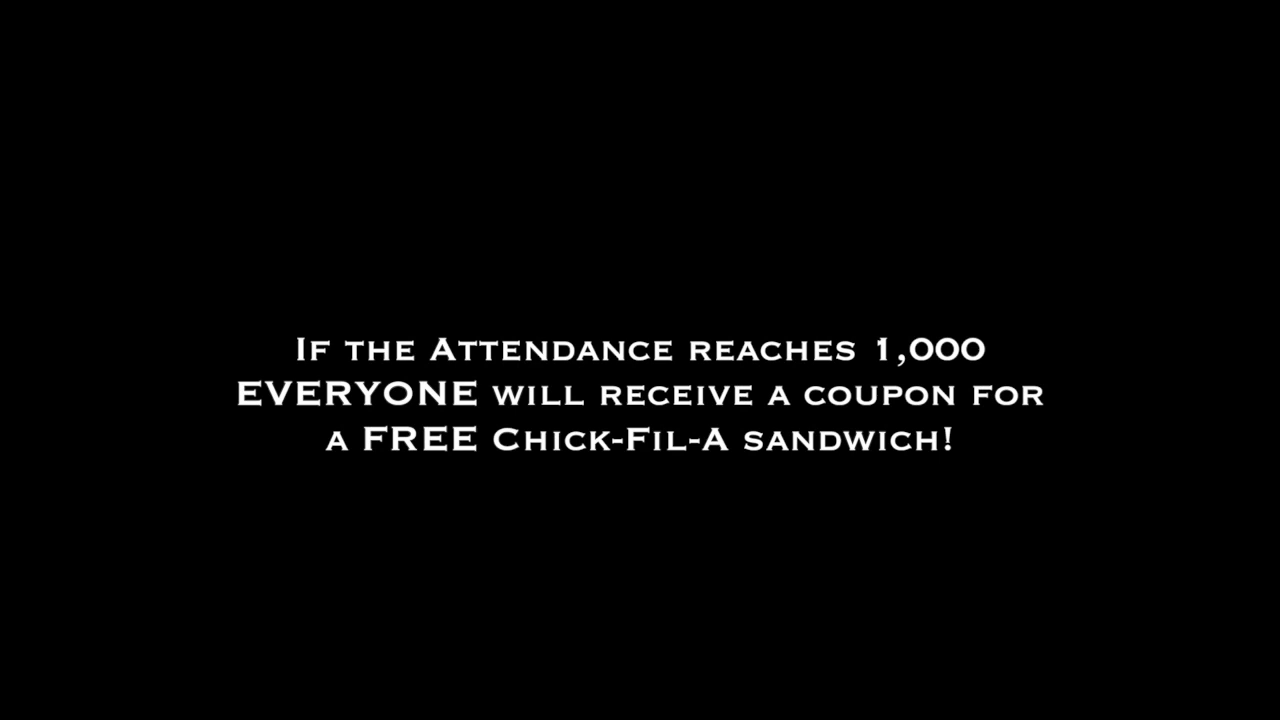 If the Attendance reaches 1,000
EVERYONE will receive a coupon for
a FREE Chick-Fil-A sandwich!